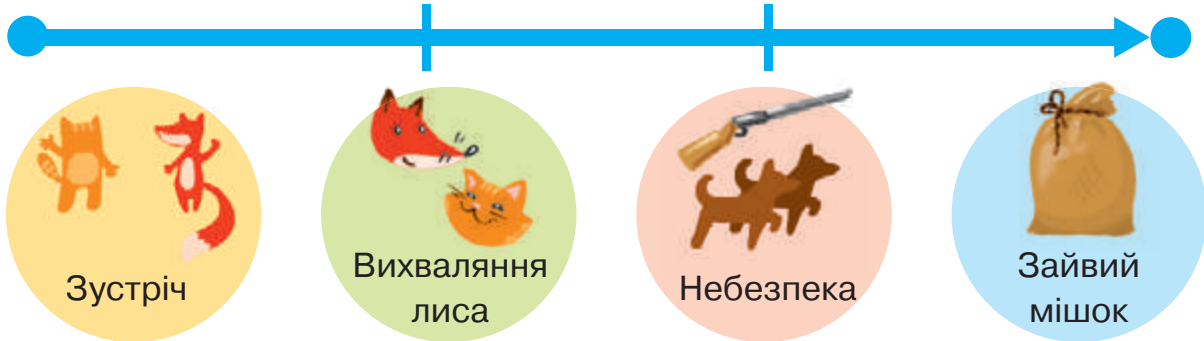 Зустріч
Вихваляння
лиса
Небезпека
Зайвий
мішок